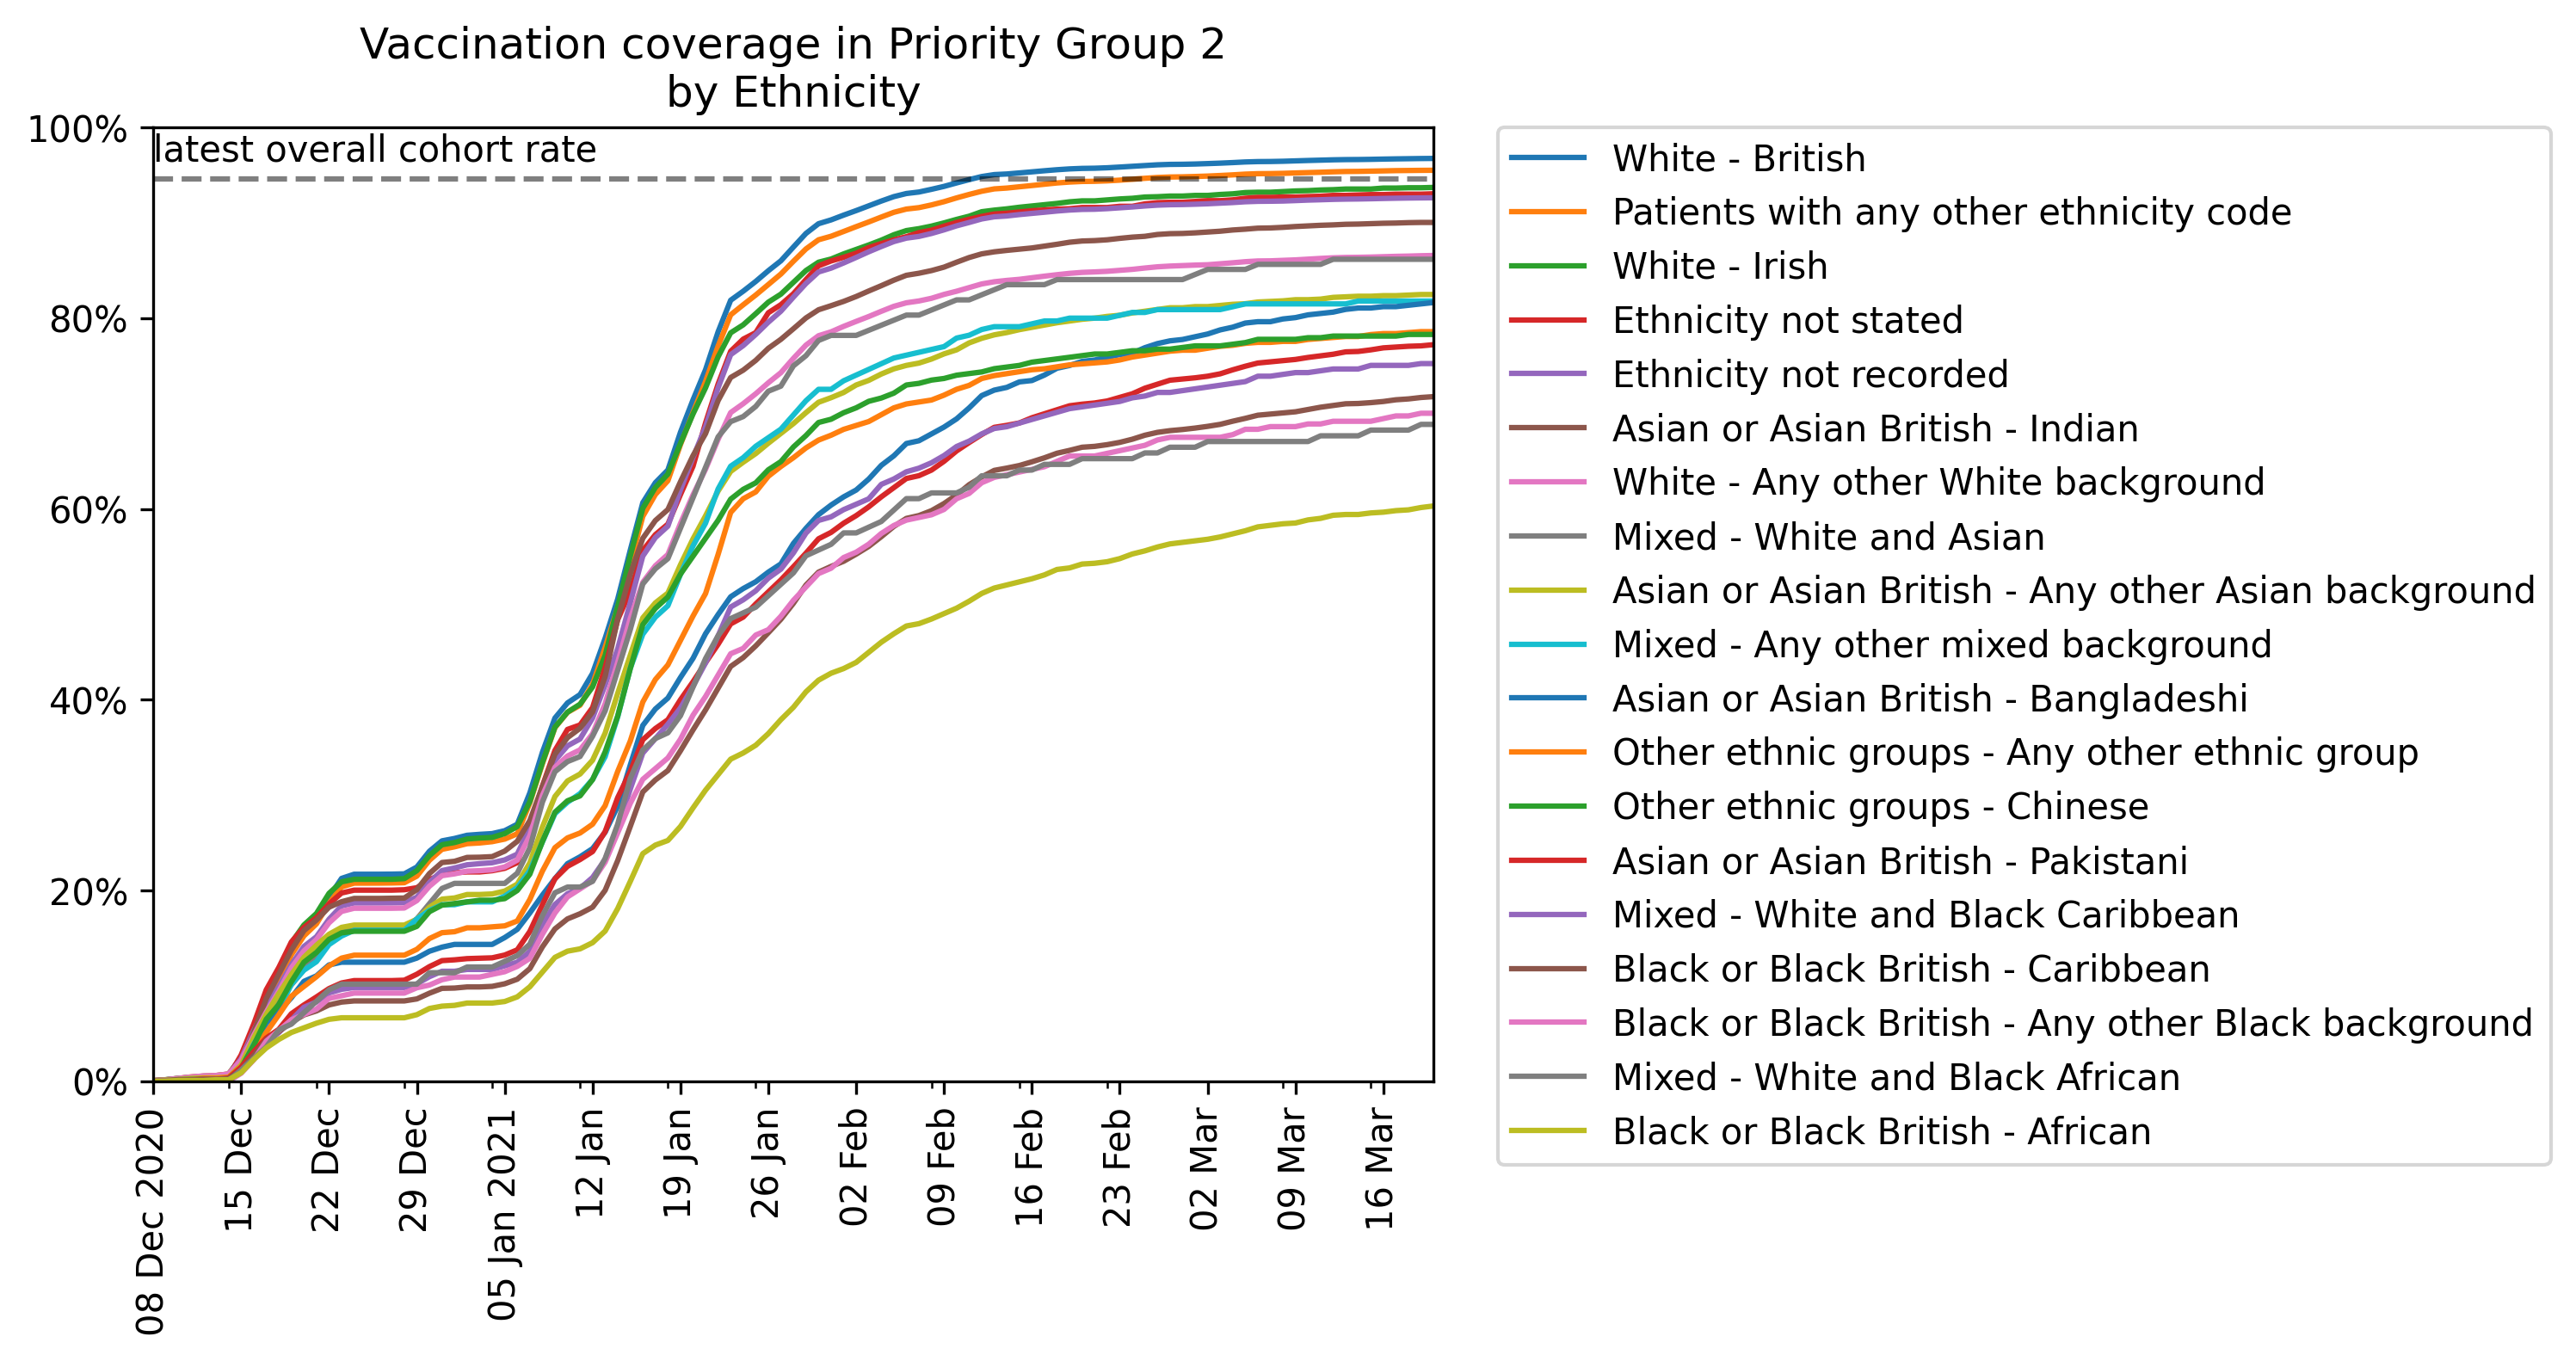 Vaccination coverage in Priority Group 2
by Ethnicity
100%
80%
60%
40%
20%
0%
latest overall cohort rate
08 Dec 2020
15 Dec
22 Dec
29 Dec
05 Jan 2021
12 Jan
19 Jan
26 Jan
02 Feb
09 Feb
16 Feb
23 Feb
02 Mar
09 Mar
16 Mar
White - British
Patients with any other ethnicity code
White - Irish
Ethnicity not stated
Ethnicity not recorded
Asian or Asian British - Indian
White - Any other White background
Mixed - White and Asian
Asian or Asian British - Any other Asian background
Mixed - Any other mixed background
Asian or Asian British - Bangladeshi
Other ethnic groups - Any other ethnic group
Other ethnic groups - Chinese
Asian or Asian British - Pakistani
Mixed - White and Black Caribbean
Black or Black British - Caribbean
Black or Black British - Any other Black background
Mixed - White and Black African
Black or Black British - African